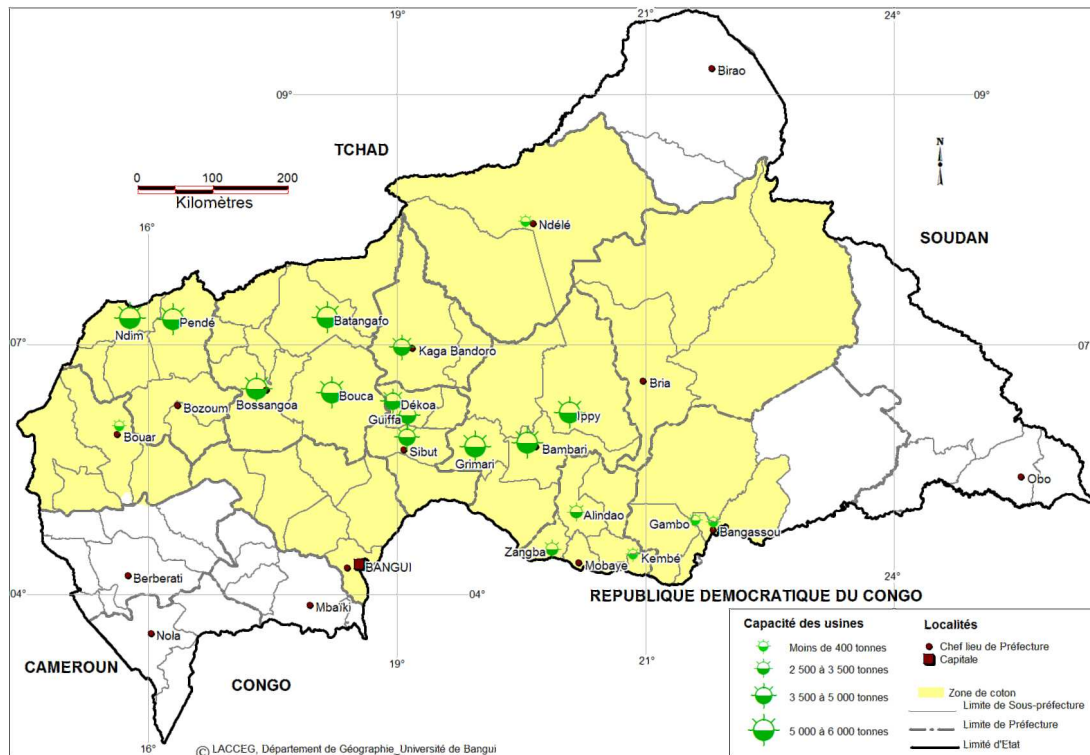 19°
21°
24°
Birao
09°
09°
TCHAD
0 100 200
Kilomètres
16°
Ndélé
SOUDAN
Ndim
Pendé
Batangafo
07°
Kaga Bandoro
07°
Bria
Bozoum
Bossangoa
Bouca
Dékoa
Guiffa
Ippy
Bouar
Sibut
Grimari
Bambari
Obo
Alindao
Gambo
Bangassou
Zangba
Kembé
Mobaye
BANGUI
Berberati
24°
04°
Mbaïki
04°
REPUBLIQUE DEMOCRATIQUE DU CONGO
Nola
CAMEROUN
CONGO
19°
21°
16°
© LACCEG, Département de Géographie_Université de Bangui
N
Capacité des usines
Moins de 400 tonnes
2 500 à 3 500 tonnes
3 500 à 5 000 tonnes
5 000 à 6 000 tonnes
Localités
Chef lieu de Préfecture
Capitale
Zone de coton
Limite de Sous-préfecture
Limite de Préfecture
Limité d'Etat